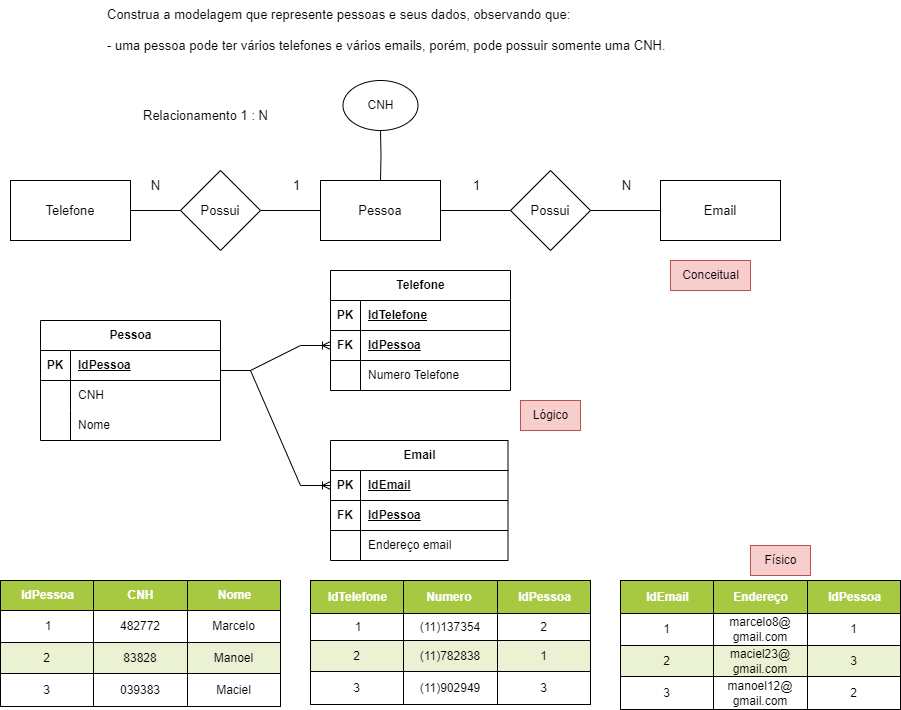 Construa a modelagem que represente pessoas e seus dados, observando que:
- uma pessoa pode ter vários telefones e vários emails, porém, pode possuir somente uma CNH.
CNH
Relacionamento 1 : N
N 1 1 N
Telefone Possui Pessoa Possui Email
Conceitual
Telefone
PK IdTelefone
FK IdPessoa
Numero Telefone
Pessoa
PK IdPessoa
CNH
Nome
Lógico
Email
PK IdEmail
FK IdPessoa
Endereço email
Físico
IdPessoa CNH Nome
1 482772 Marcelo
2 83828 Manoel
3 039383 Maciel
IdTelefone Numero IdPessoa
1 (11)137354 2
2 (11)782838 1
3 (11)902949 3
IdEmail Endereço IdPessoa
1 marcelo8@ 1
gmail.com
2 maciel23@ 3
gmail.com
3 manoel12@ 2
gmail.com